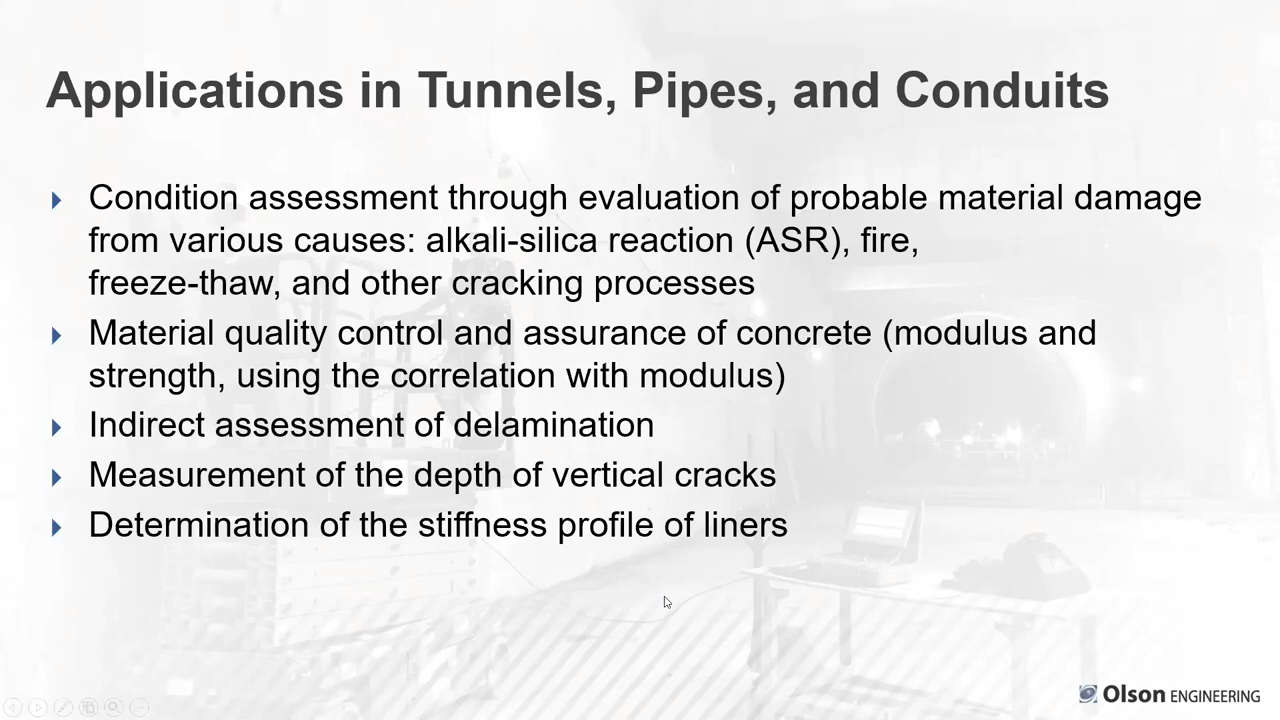 Applications in Tunnels, Pipes, and Conduits
Condition assessment through evaluation of probable material damage
from various causes: alkali-silica reaction (ASR), fire,
freeze-thaw, and other cracking processes
Material quality control and assurance of concrete (modulus and
strength, using the correlation with modulus)
Indirect assessment of delamination
Measurement of the depth of vertical cracks
Determination of the stiffness profile of liners
Olson ENGINEERING